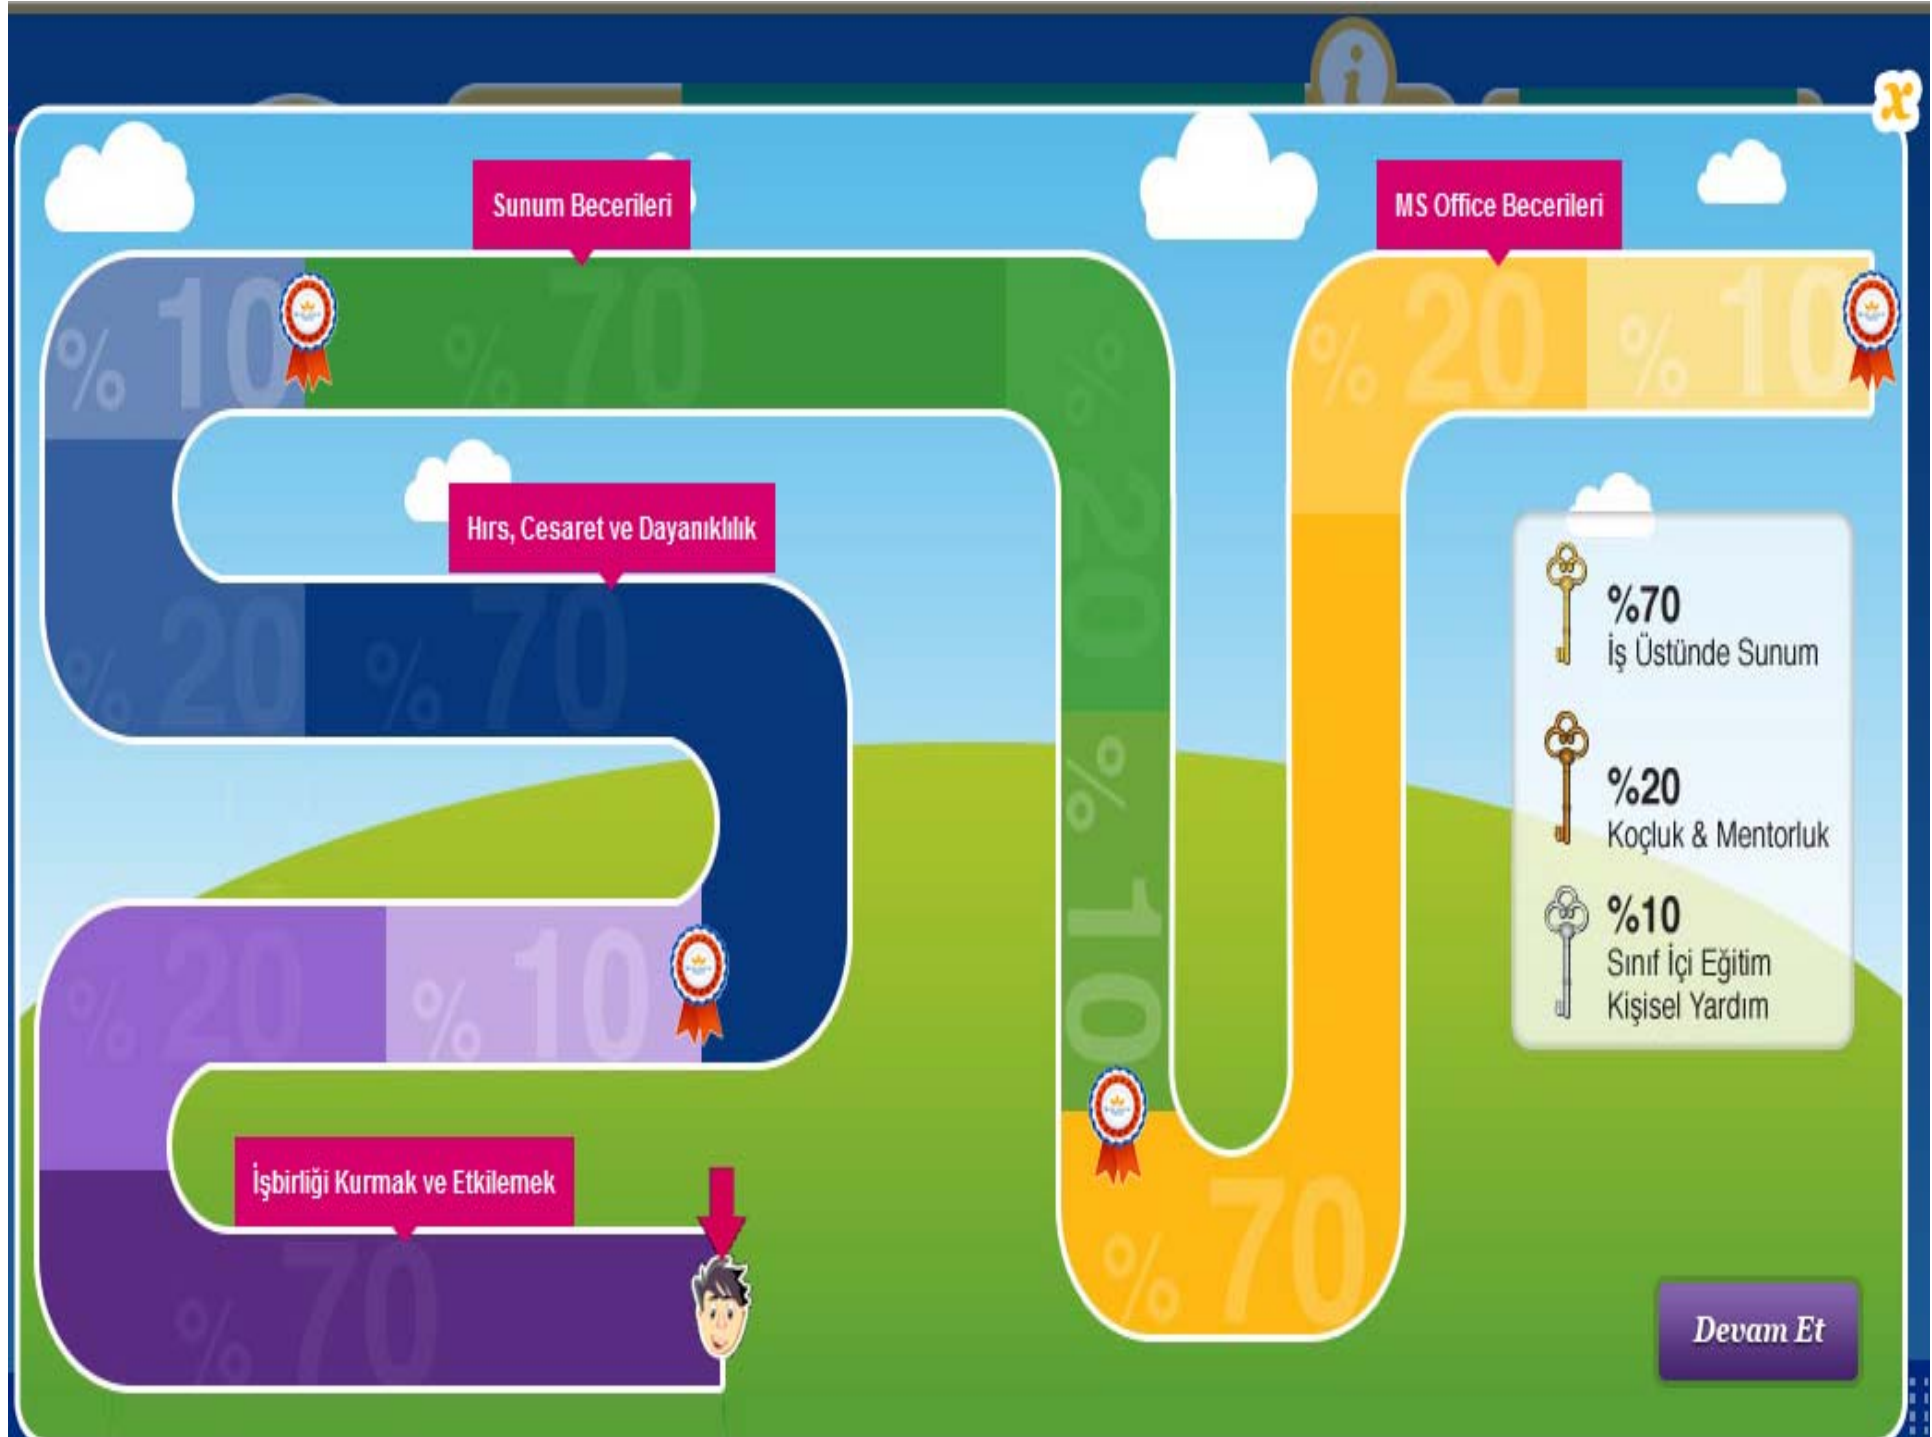 i
x
Sunum Becerileri
MS Office Becerileri
% 10
% 70
% 20
% 20
% 10
Hırs, Cesaret ve Dayanıklılık
% 20
% 70
% 10
%70
İş Üstünde Sunum
%20
Koçluk & Mentorluk
%10
Sınıf İçi Eğitim
Kişisel Yardım
% 20
% 10
İşbirliği Kurmak ve Etkilemek
% 70
% 70
Devam Et